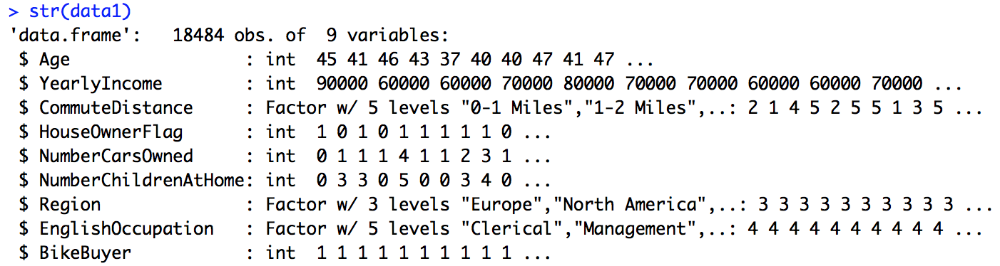 > str(data1)
'data.frame':   18484 obs. of  9 variables:
 $ Age                 : int  45 41 46 43 37 40 40 47 41 47 ...
 $ YearlyIncome        : int  90000 60000 60000 70000 80000 70000 70000 60000 60000 70000 ...
 $ CommuteDistance     : Factor w/ 5 levels "0-1 Miles","1-2 Miles",..: 2 1 4 5 2 5 5 1 3 5 ...
 $ HouseOwnerFlag      : int  1 0 1 0 1 1 1 1 1 0 ...
 $ NumberCarsOwned     : int  0 1 1 1 4 1 1 2 3 1 ...
 $ NumberChildrenAtHome: int  0 3 3 0 5 0 0 3 4 0 ...
 $ Region              : Factor w/ 3 levels "Europe","North America",..: 3 3 3 3 3 3 3 3 3 3 ...
 $ EnglishOccupation   : Factor w/ 5 levels "Clerical","Management",..: 4 4 4 4 4 4 4 4 4 4 ...
 $ BikeBuyer           : int  1 1 1 1 1 1 1 1 1 1 ...